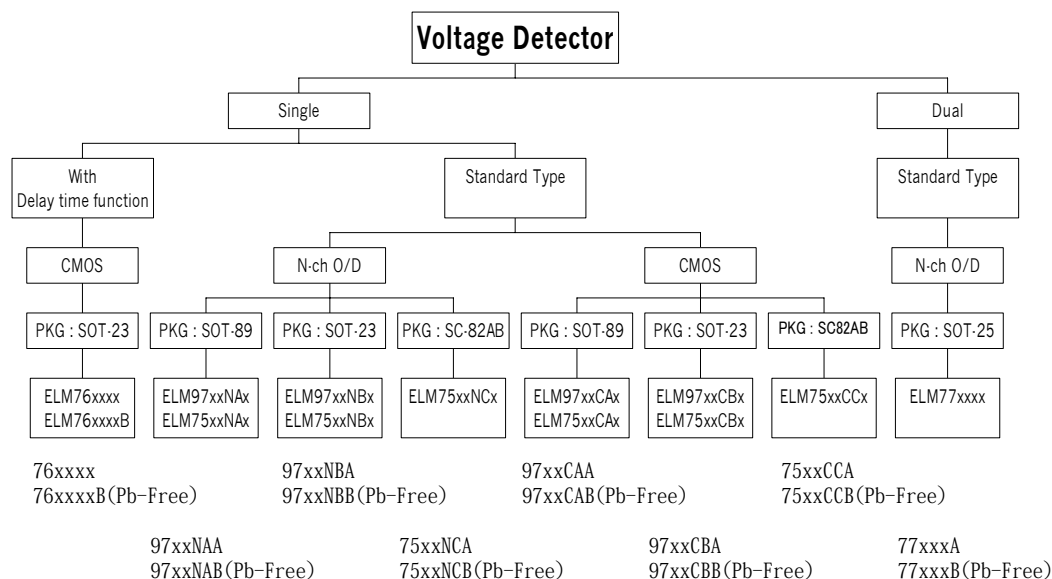 Voltage Detector
Single
Dual
With
Delay time function
Standard Type
Standard Type
CMOS
N-ch O/D
CMOS
N-ch O/D
PKG : SOT-23
PKG : SOT-89
PKG : SOT-23
PKG : SC-82AB
PKG : SOT-89
PKG : SOT-23
PKG : SC82AB
PKG : SOT-25
ELM76xxxx
ELM76xxxxB
ELM97xxNAx
ELM75xxNAx
ELM97xxNBx
ELM75xxNBx
ELM75xxNCx
ELM97xxCAx
ELM75xxCAx
ELM97xxCBx
ELM75xxCBx
ELM75xxCCx
ELM77xxxx
76xxxx
76xxxxB(Pb-Free)
97xxNBA
97xxNBB(Pb-Free)
97xxCAA
97xxCAB(Pb-Free)
75xxCCA
75xxCCB(Pb-Free)
97xxNAA
97xxNAB(Pb-Free)
75xxNCA
75xxNCB(Pb-Free)
97xxCBA
97xxCBB(Pb-Free)
77xxxA
77xxxB(Pb-Free)